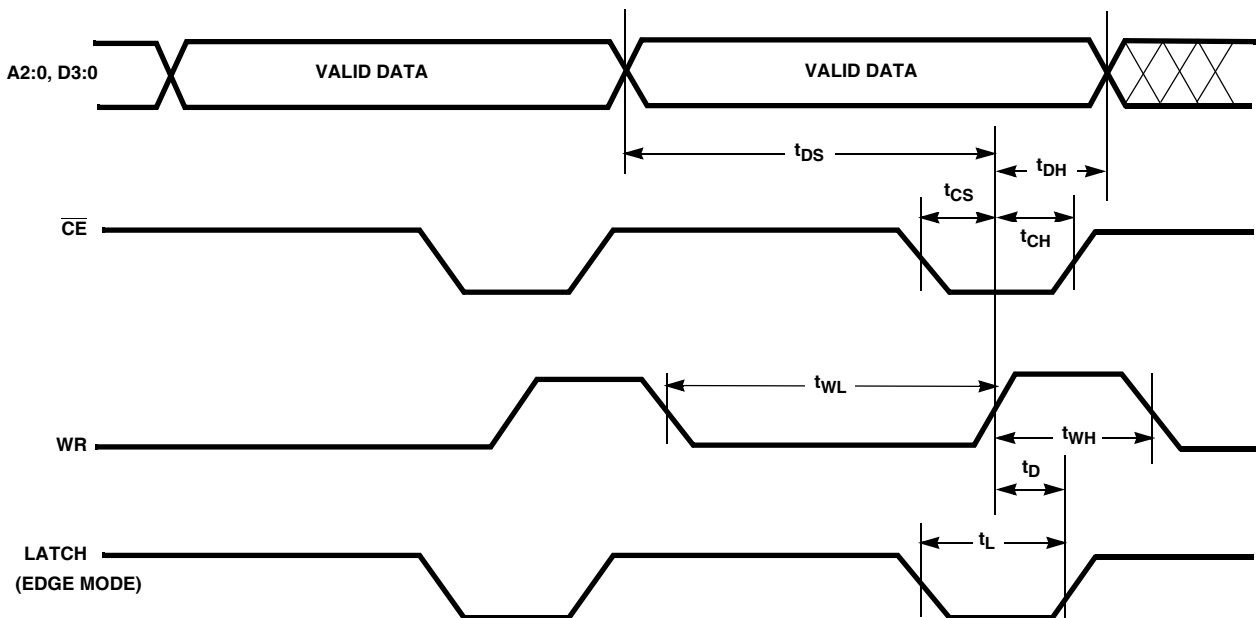 A2:0, D3:0
VALID DATA
VALID DATA
tDS
tDH
tCS
tCH
CE
tWL
WR
tWH
tD
tL
LATCH
(EDGE MODE)